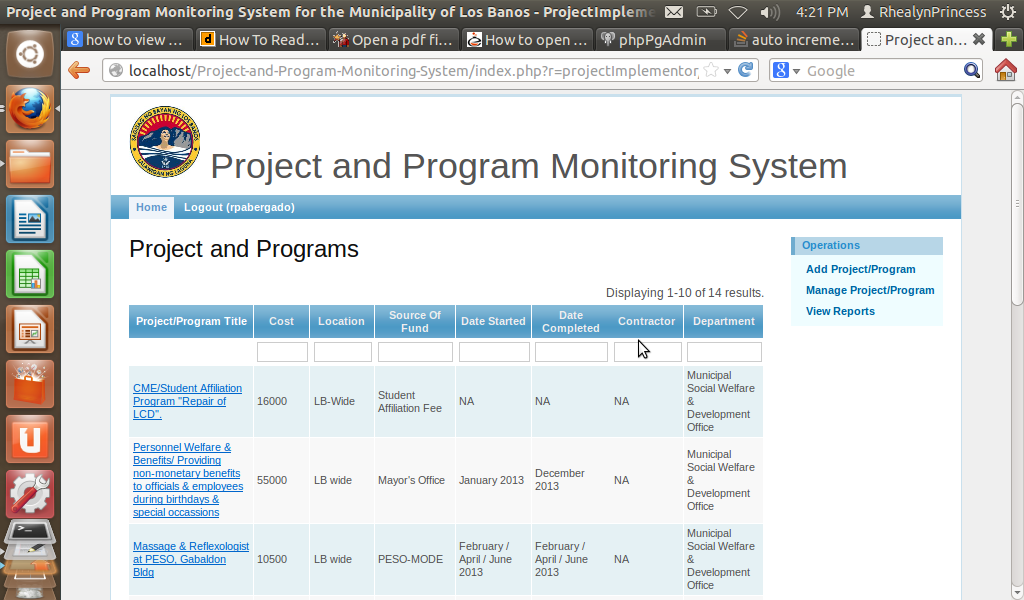 Project and Program Monitoring System for the Municipality of Los Banos - ProjectImpleme
4:21 PM
RhealynPrincess
how to view ...
How To Read...
Open a pdf fi...
How to open ...
phpPgAdmin
auto increme...
Project an...
localhost/Project-and-Program-Monitoring-System/index.php?r=projectImplementor
Google
Project and Program Monitoring System
Home
Logout (rpabergado)
Project and Programs
Operations
Add Project/Program
Manage Project/Program
View Reports
Displaying 1-10 of 14 results.
Project/Program Title
Cost
Location
Source Of
Fund
Date Started
Date
Completed
Contractor
Department
CME/Student Affiliation
Program "Repair of
LCD".
16000
LB-Wide
Student
Affiliation Fee
NA
NA
NA
Municipal
Social Welfare
&
Development
Office
Personnel Welfare &
Benefits/ Providing
non-monetary benefits
to officials & employees
during birthdays &
special occassions
55000
LB wide
Mayor's Office
January 2013
December
2013
NA
Municipal
Social Welfare
&
Development
Office
Massage & Reflexologist
at PESO, Gabaldon
Bldg
10500
LB wide
PESO-MODE
February /
April / June
2013
February /
April / June
2013
NA
Municipal
Social Welfare
&
Development
Office